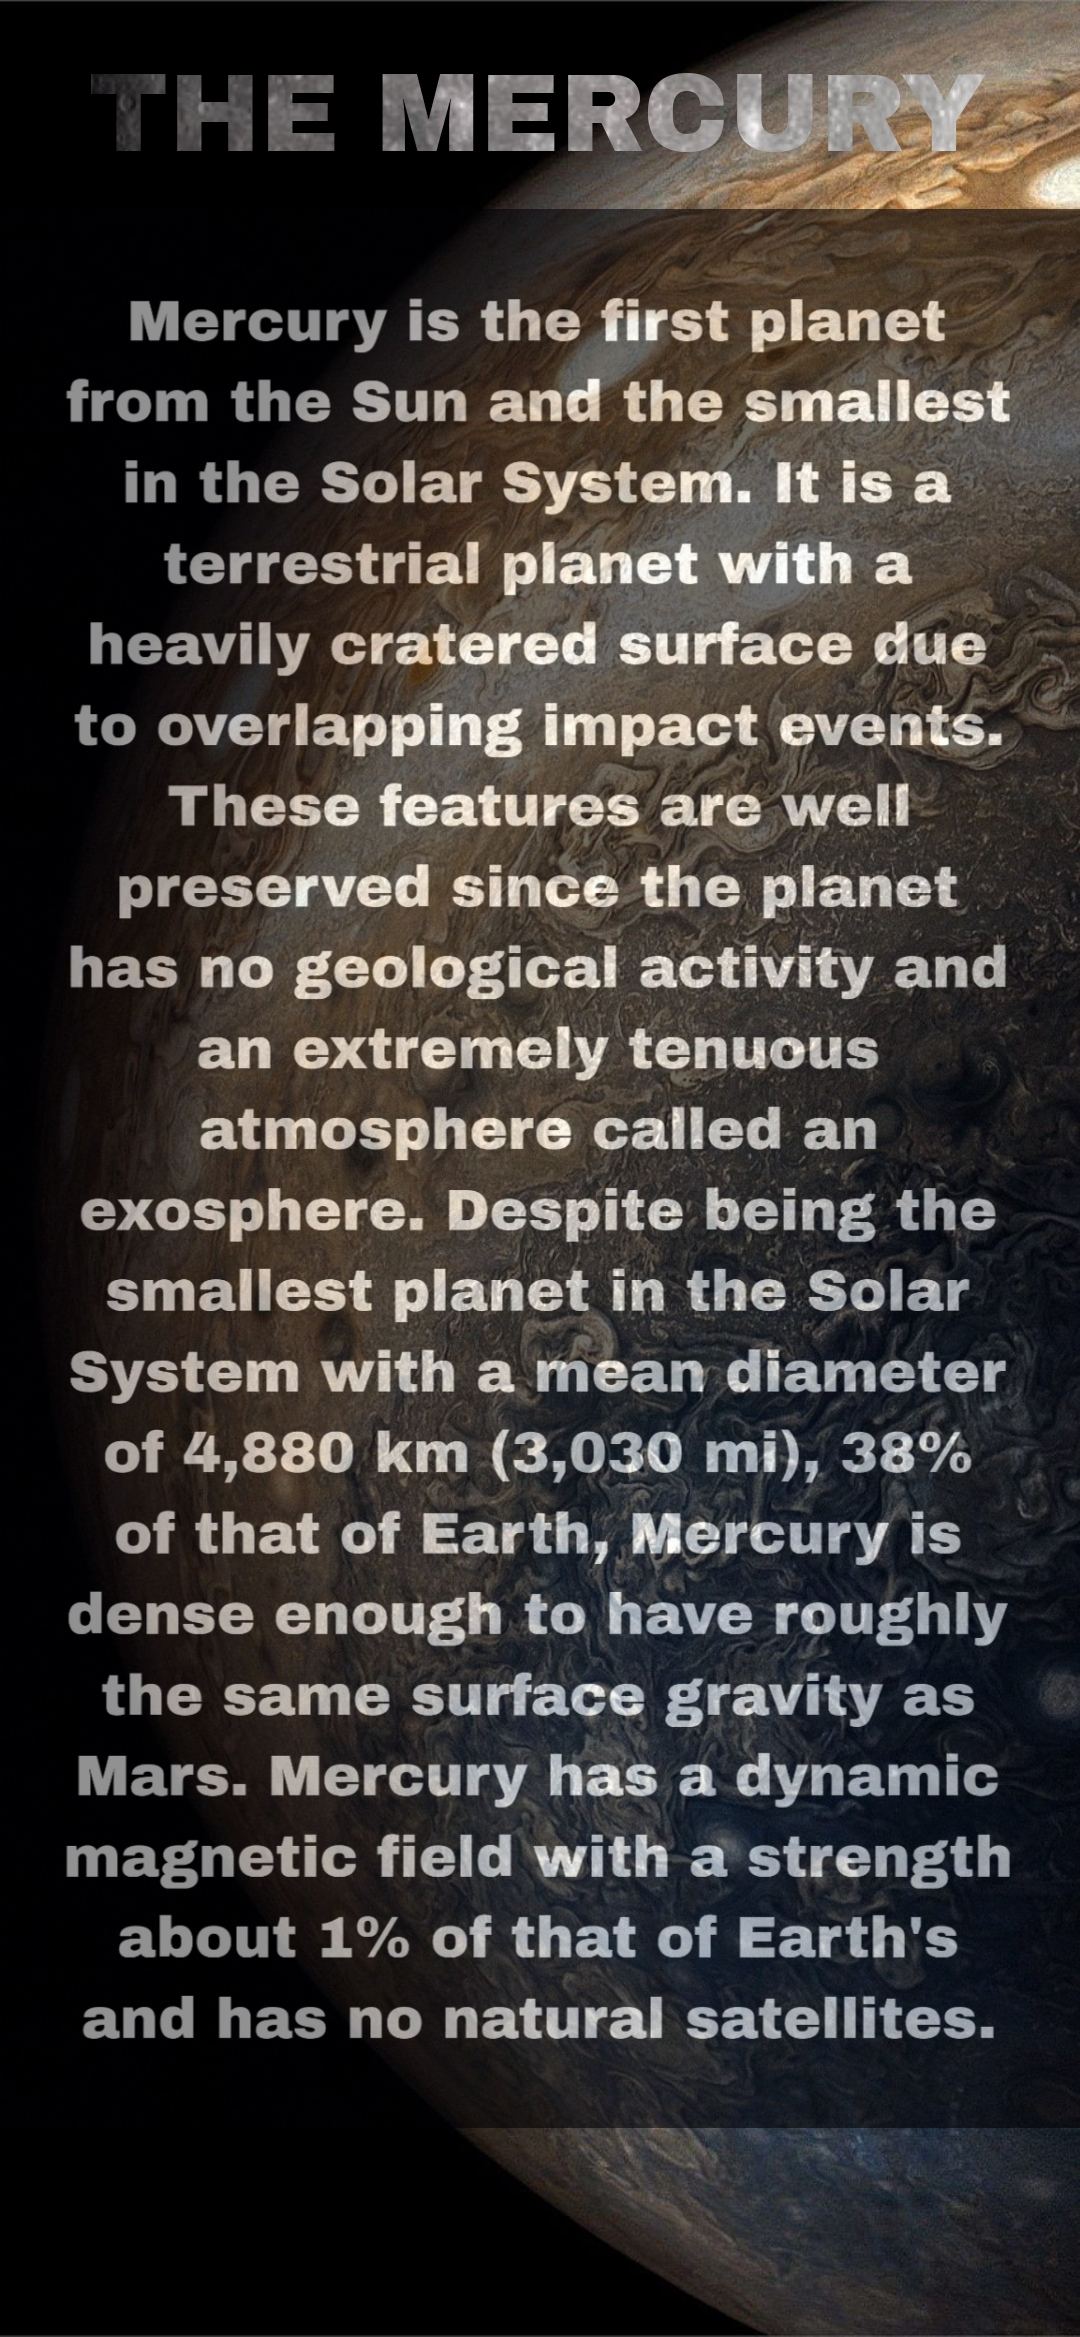 THE MERCURY
Mercury is the first planet
from the Sun and the smallest
in the Solar System. It is a
terrestrial planet with a
heavily cratered surface due
to overlapping impact events.
These features are well
preserved since the planet
has no geological activity and
an extremely tenuous
atmosphere called an
exosphere. Despite being the
smallest planet in the Solar
System with a mean diameter
of 4,880 km (3,030 mi), 38%
of that of Earth, Mercury is
dense enough to have roughly
the same surface gravity as
Mars. Mercury has a dynamic
magnetic field with a strength
about 1% of that of Earth's
and has no natural satellites.